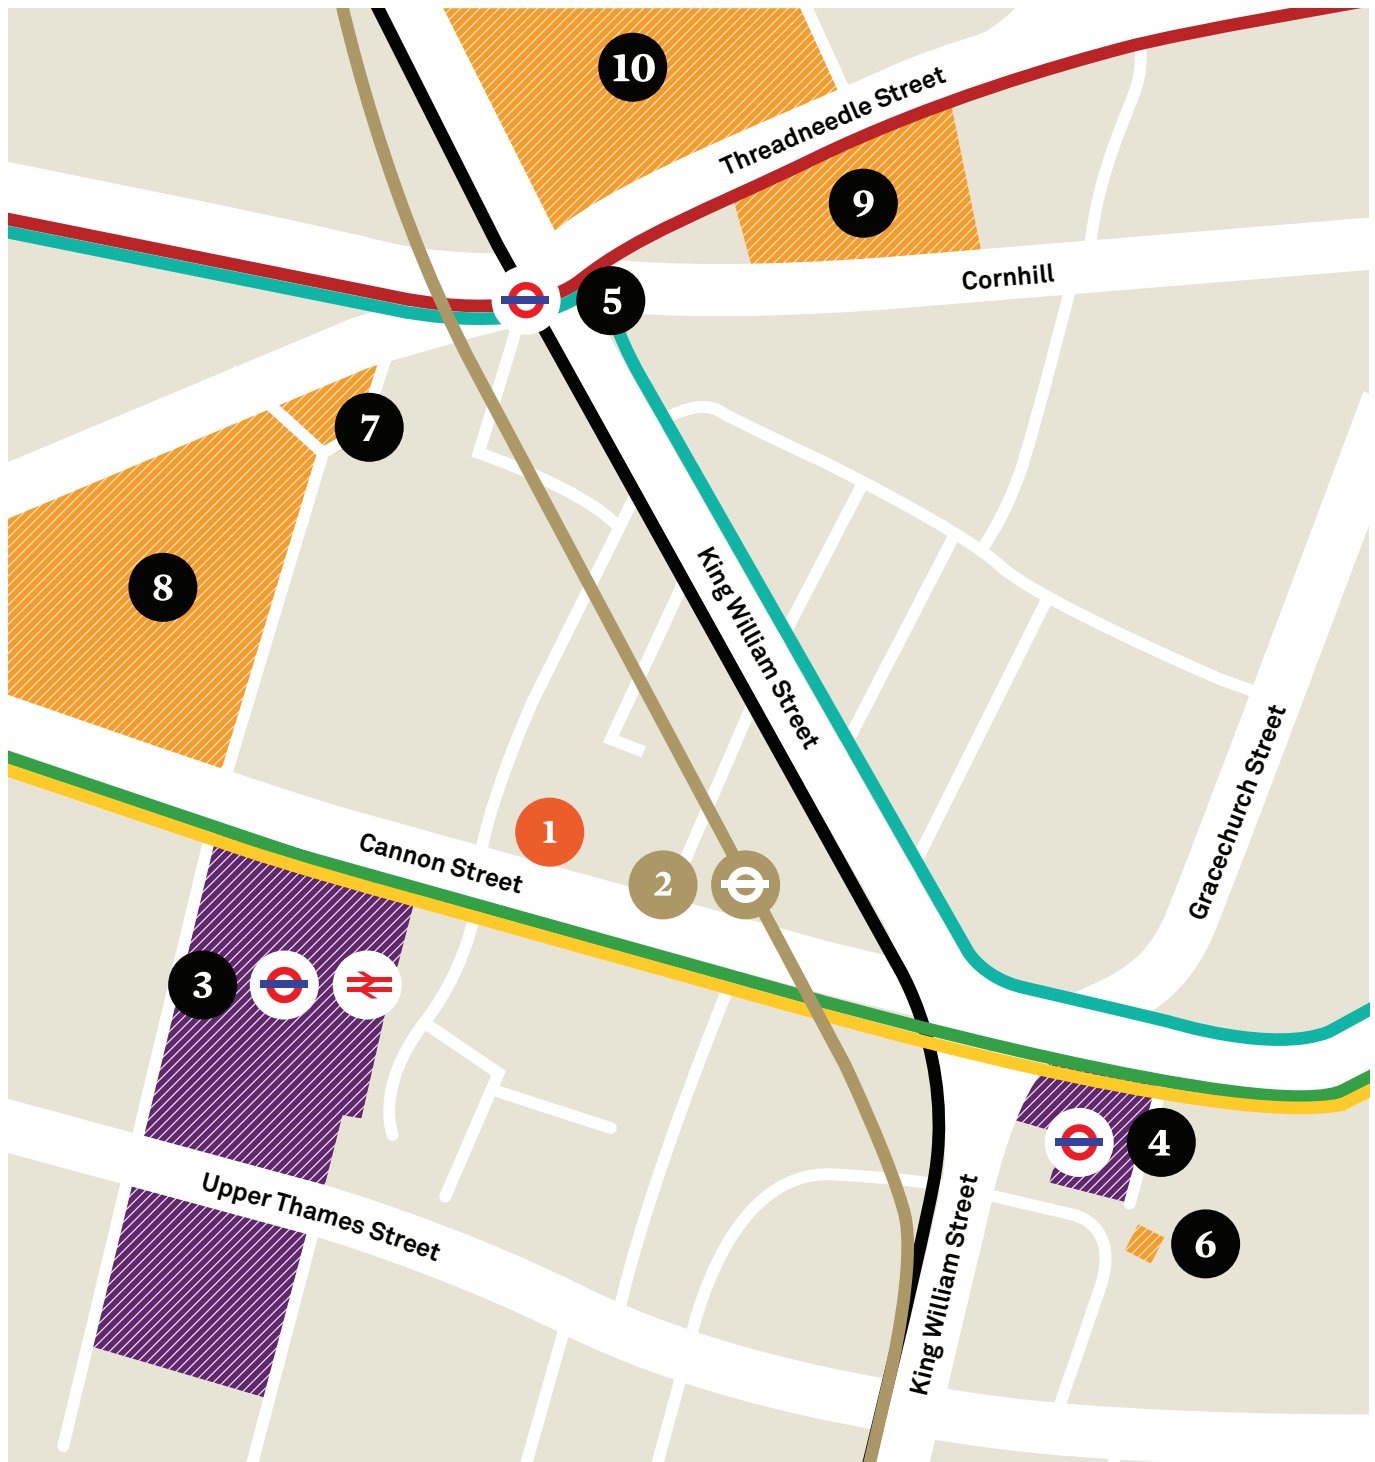 10
Threadneedle Street
9
Cornhill
5
7
8
King William Street
Gracechurch Street
1
Cannon Street
2
3
4
Upper Thames Street
6
King William Street